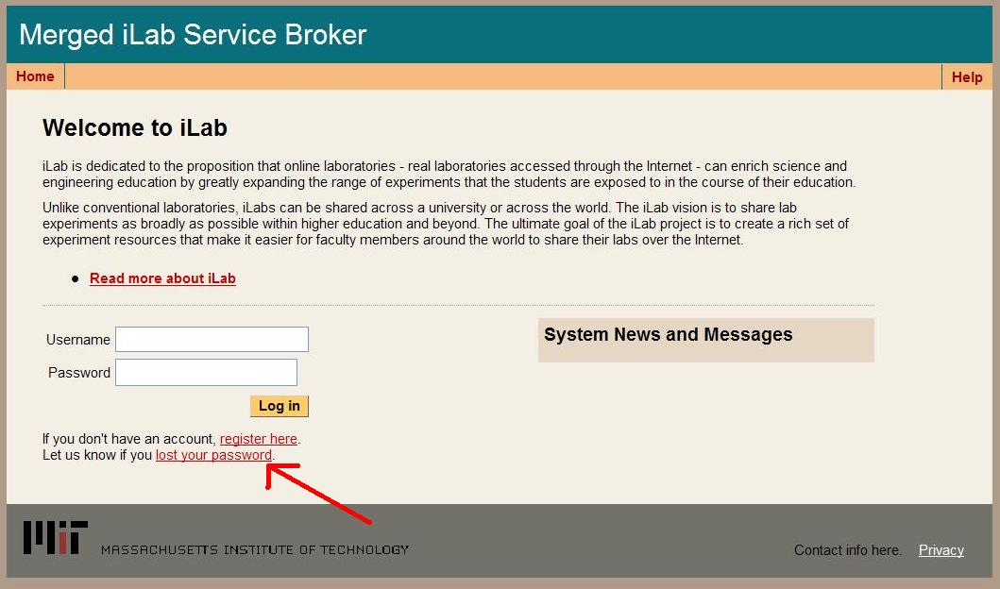 Merged iLab Service Broker
Home
Help
Welcome to iLab
iLab is dedicated to the proposition that online laboratories - real laboratories accessed through the Internet - can enrich science and
engineering education by greatly expanding the range of experiments that the students are exposed to in the course of their education.
Unlike conventional laboratories, iLabs can be shared across a university or across the world. The iLab vision is to share lab
experiments as broadly as possible within higher education and beyond. The ultimate goal of the iLab project is to create a rich set of
experiment resources that make it easier for faculty members around the world to share their labs over the Internet.
● Read more about iLab
Username
Password
Log in
If you don't have an account, register here.
Let us know if you lost your password.
System News and Messages
MIT
MASSACHUSETTS INSTITUTE OF TECHNOLOGY
Contact info here.
Privacy